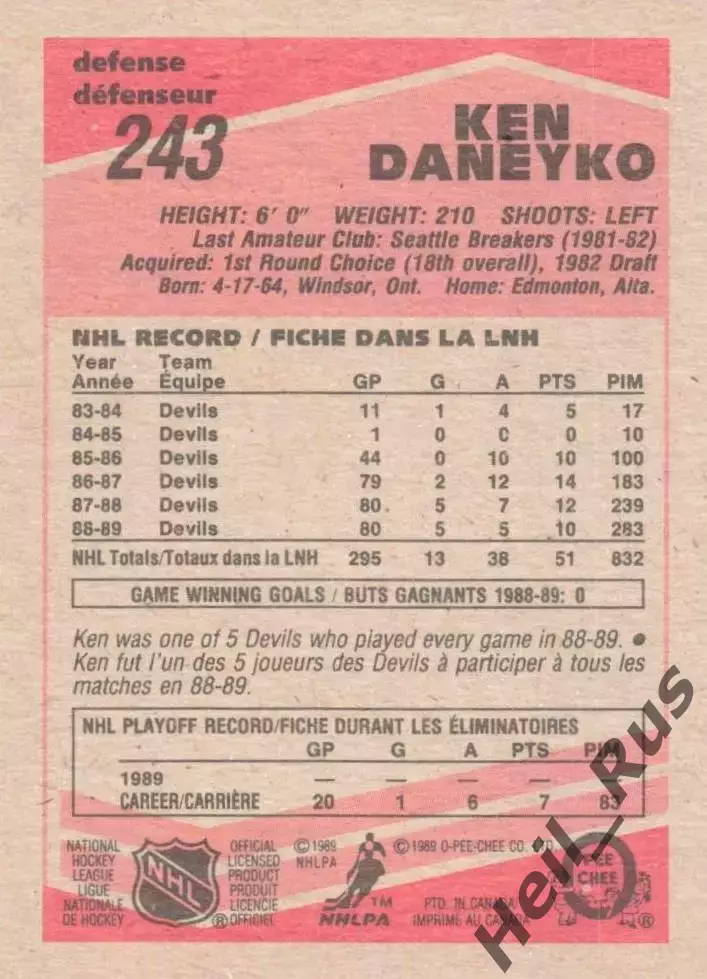 defense
défenseur
243
KEN
DANEYKO
HEIGHT: 6' 0" WEIGHT: 210 SHOOTS: LEFT
Last Amateur Club: Seattle Breakers (1981-82)
Acquired: 1st Round Choice (18th overall), 1982 Draft
Born: 4-17-64, Windsor, Ont. Home: Edmonton, Alta.
NHL RECORD / FICHE DANS LA LNH
Year Team
Année Équipe GP G A PTS PIM
83-84 Devils 11 1 4 5 17
84-85 Devils 1 0 0 0 10
85-86 Devils 44 0 10 10 100
86-87 Devils 79 2 12 14 183
87-88 Devils 80 5 7 12 239
88-89 Devils 80 5 5 10 283
NHL Totals/Totaux dans la LNH 295 13 38 51 832
GAME WINNING GOALS / BUTS GAGNANTS 1988-89: 0
Ken was one of 5 Devils who played every game in 88-89. •
Ken fut l'un des 5 joueurs des Devils à participer à tous les
matches en 88-89.
NHL PLAYOFF RECORD/FICHE DURANT LES ÉLIMINATOIRES
GP G A PTS PIM
1989 — — — — —
CAREER/CARRIÈRE 20 1 6 7 83
NATIONAL
HOCKEY
LEAGUE
LIGUE
NATIONALE
DE HOCKEY
NHL
OFFICIAL
LICENSED
PRODUCT
PRODUIT
LICENCIE
® OFFICIEL
© 1989
NHLPA
TM
NHLPA
© 1989 O-PEE-CHEE CO. LTD.
PTD. IN CANADA
IMPRIMÉ AU CANADA
O
PEE
CHEE
®
Heil_Rus